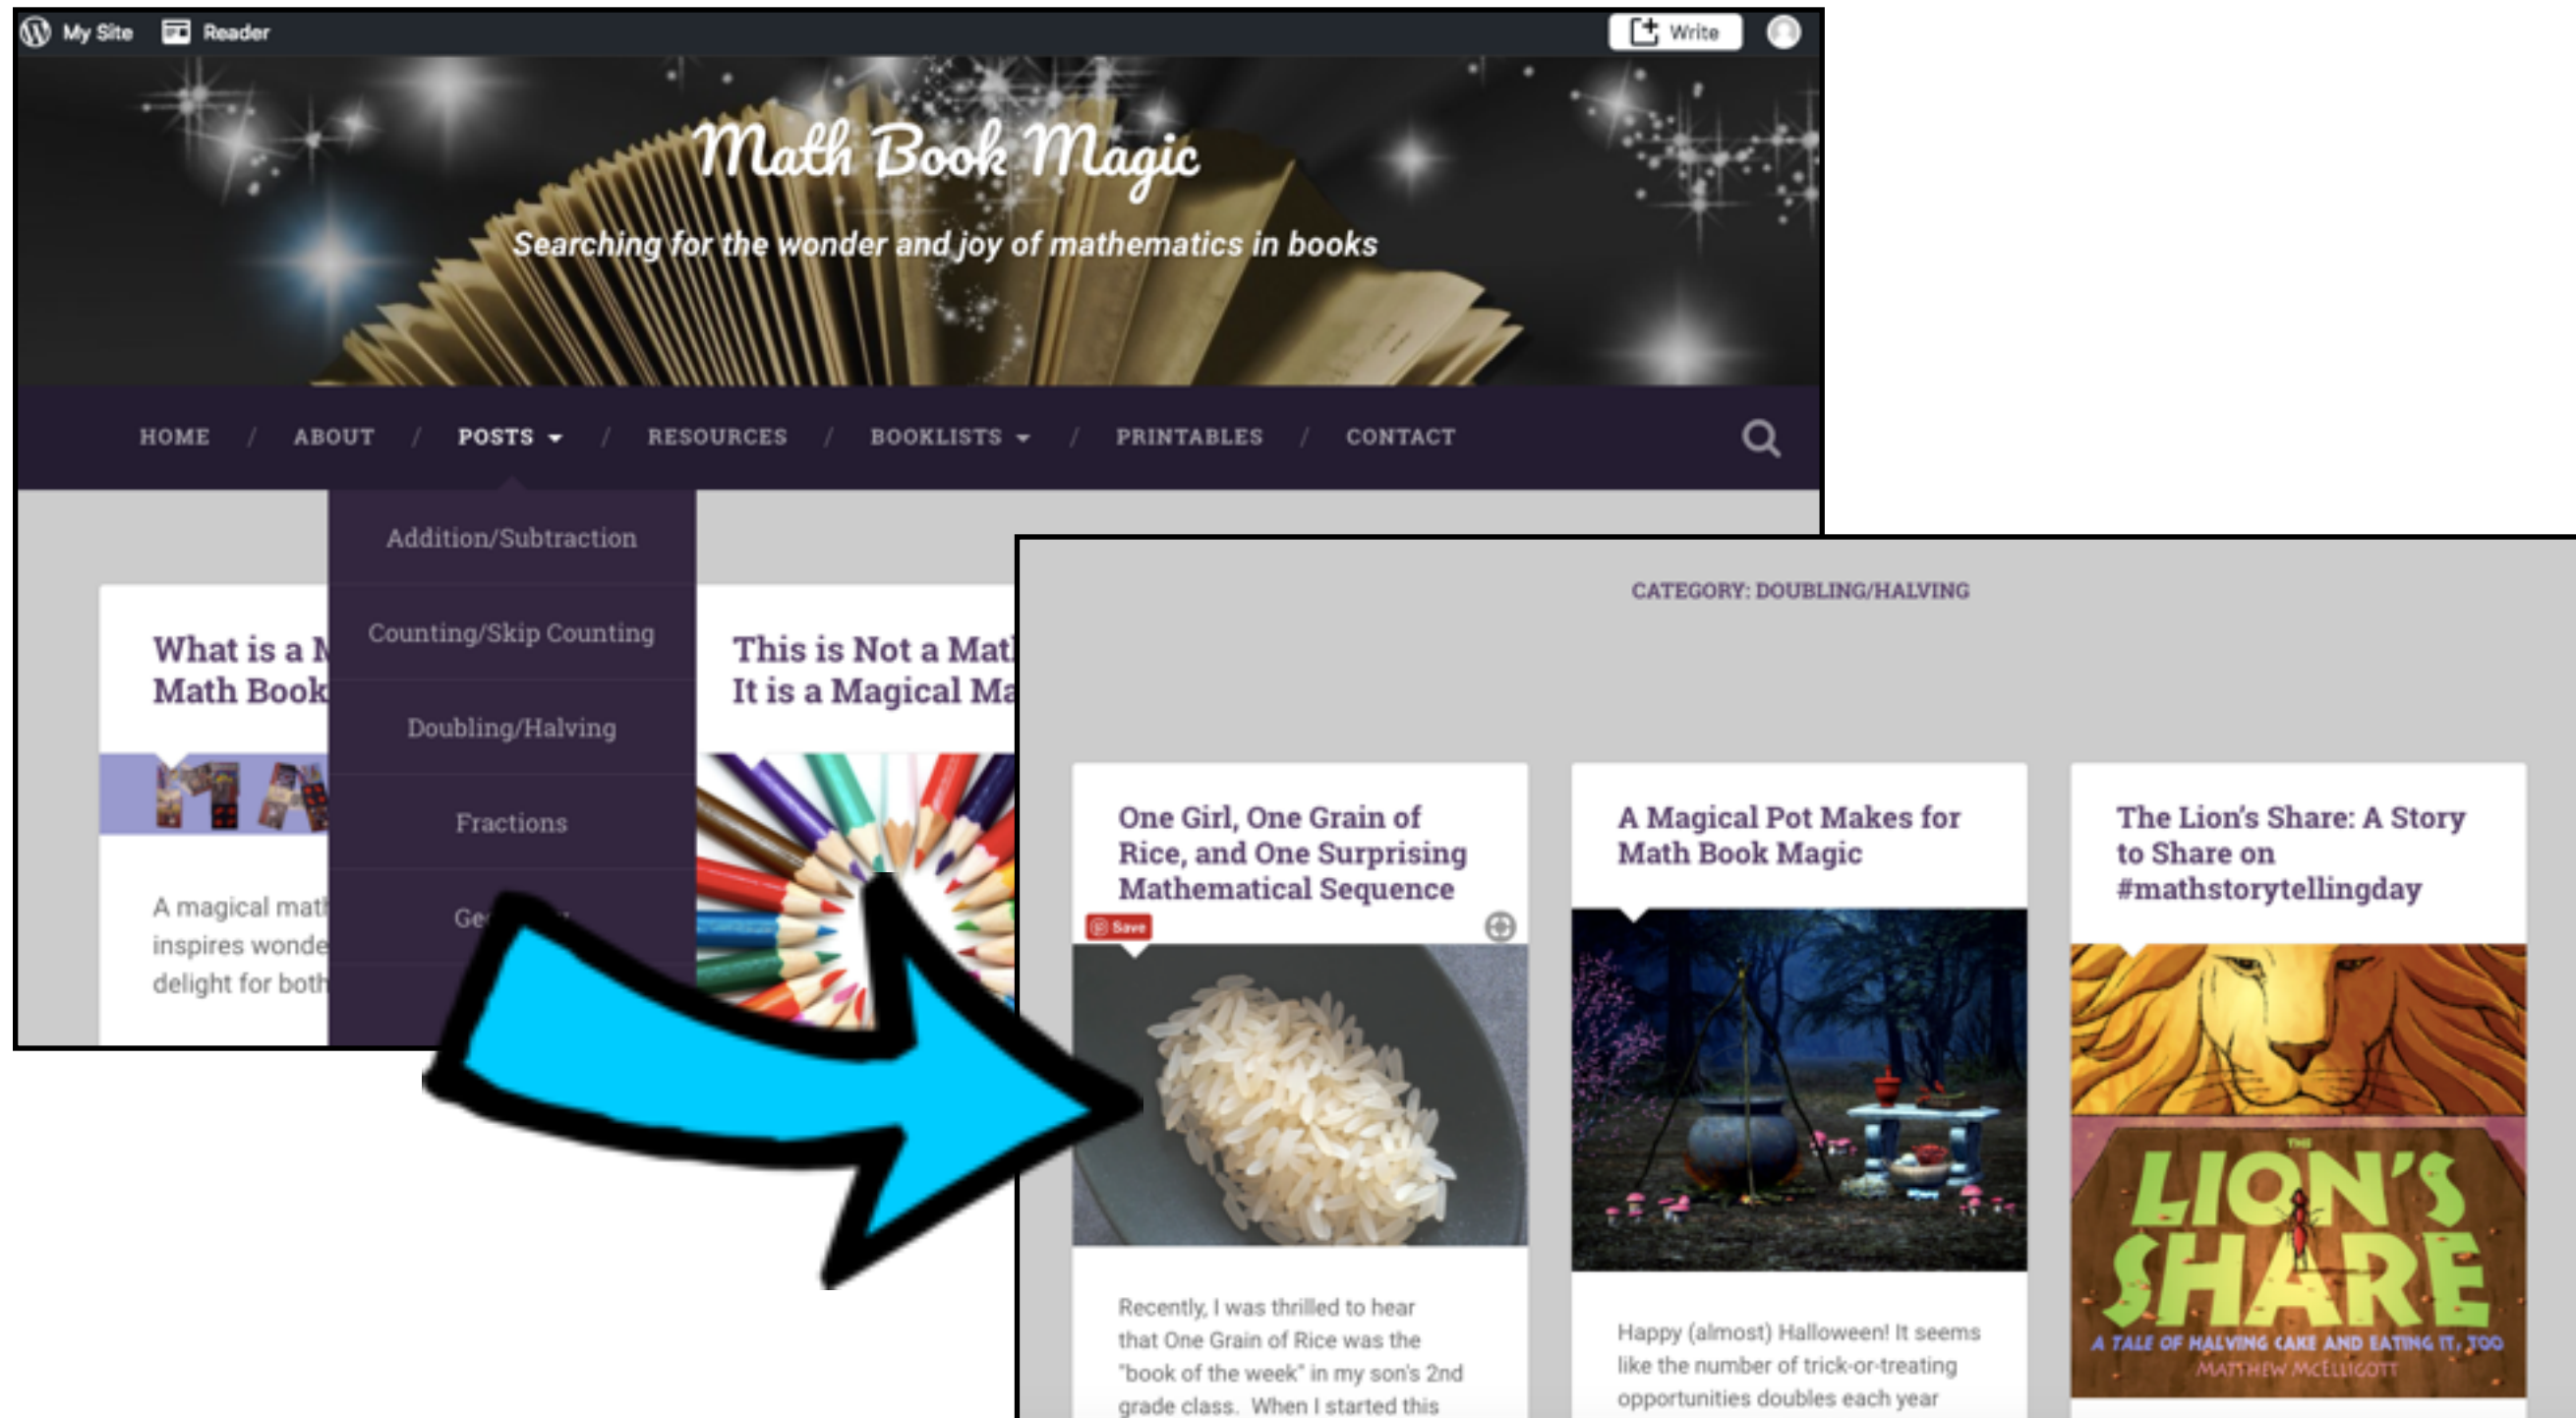 My Site
Reader
Write
Math Book Magic
Searching for the wonder and joy of mathematics in books
HOME / ABOUT / POSTS / RESOURCES / BOOKLISTS / PRINTABLES / CONTACT
Addition/Subtraction
Counting/Skip Counting
Doubling/Halving
Fractions
What is a
Math Book
MA
A magical math
inspires wonde
delight for both
This is Not a Mat
It is a Magical Ma
CATEGORY: DOUBLING/HALVING
One Girl, One Grain of
Rice, and One Surprising
Mathematical Sequence
Save
Recently, I was thrilled to hear
that One Grain of Rice was the
"book of the week" in my son's 2nd
grade class. When I started this
A Magical Pot Makes for
Math Book Magic
Happy (almost) Halloween! It seems
like the number of trick-or-treating
opportunities doubles each year
The Lion's Share: A Story
to Share on
#mathstorytellingday
THE
LION'S
SHARE
A TALE OF HALVING CAKE AND EATING IT, TOO
MATTHEW McELLIGOTT